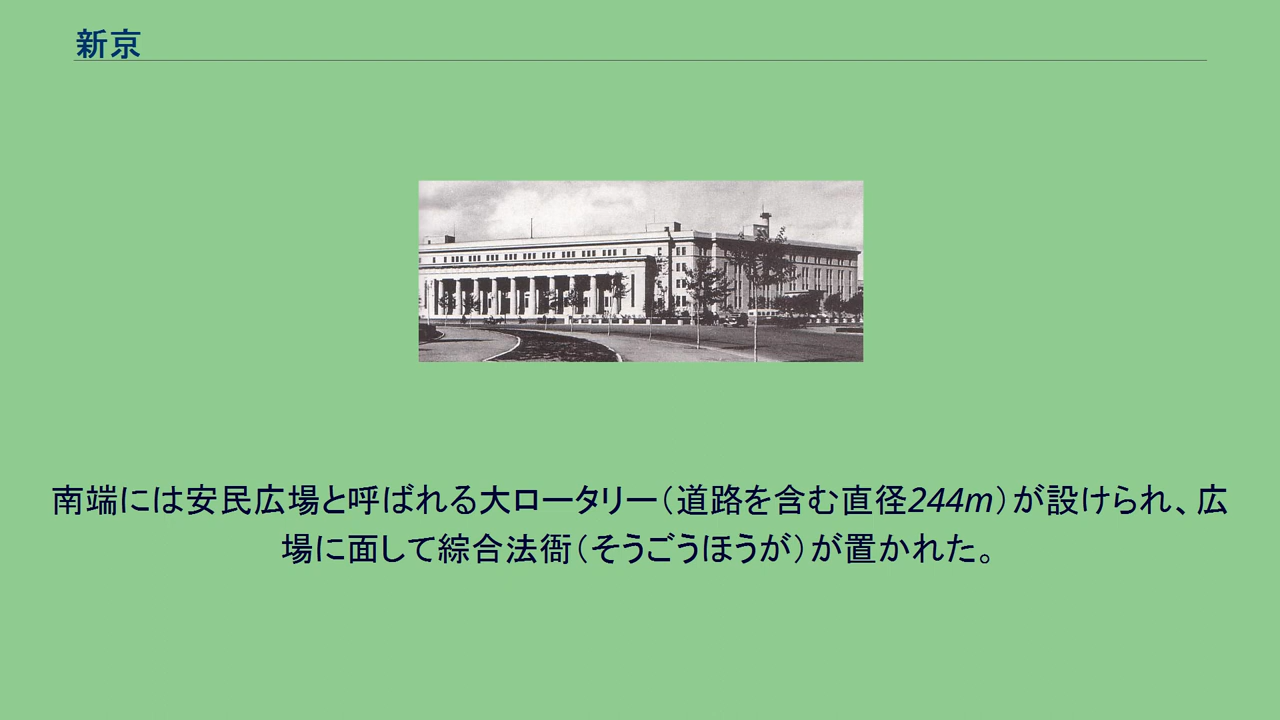 新京
南端には安民広場と呼ばれる大ロータリー（道路を含む直径244m）が設けられ、広
場に面して綜合法衙（そうごうほうが）が置かれた。